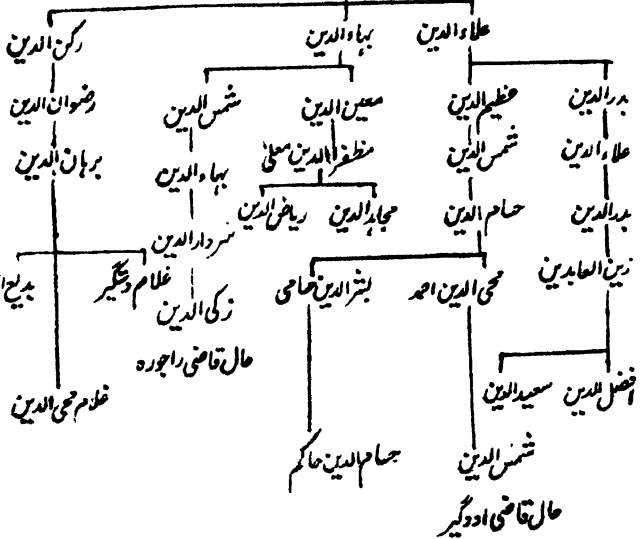 علاء الدین بہاء الدین رکن الدین
بدر الدین عظیم الدین معین الدین شمس الدین رضوان الدین
علاء الدین شمس الدین مظفر الدین معلیٰ بہاء الدین برہان الدین
بدر الدین حسام الدین مجاہد الدین ریاض الدین سردار الدین
زین العابدین محی الدین احمد بشر الدین حامی زکی الدین غلام دستگیر
حال قاضی راجورہ
افضل الدین سعید الدین غلام محی الدین
شمس الدین حسام الدین حاکم
حال قاضی اودگیر